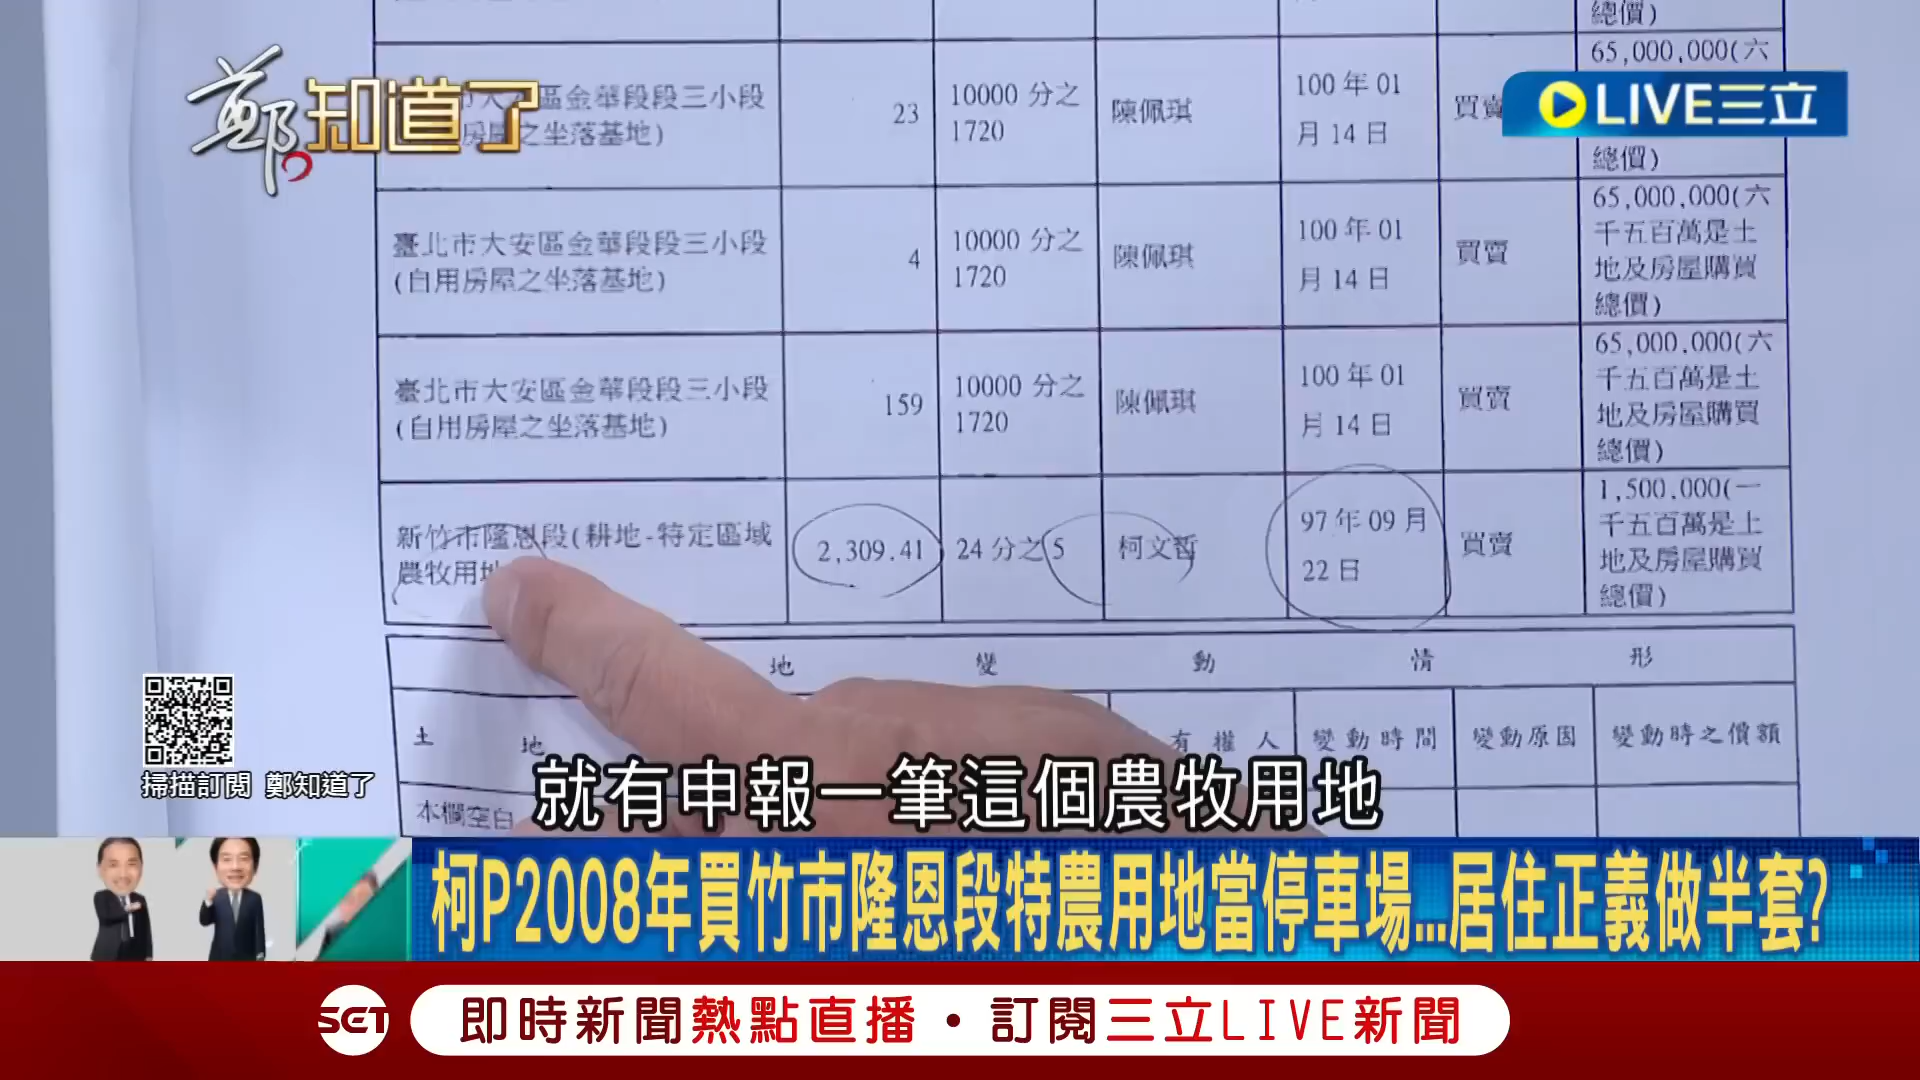 總價)
鄭知道了
LIVE三立
市大安區金華段段三小段
房屋之坐落基地)
23
10000 分之
1720
陳佩琪
100 年 01
月 14 日
買賣
65,000,000(六
總價)
臺北市大安區金華段段三小段
(自用房屋之坐落基地)
4
10000 分之
1720
陳佩琪
100 年 01
月 14 日
買賣
65,000,000(六
千五百萬是土
地及房屋購買
總價)
臺北市大安區金華段段三小段
(自用房屋之坐落基地)
159
10000 分之
1720
陳佩琪
100 年 01
月 14 日
買賣
65,000,000(六
千五百萬是土
地及房屋購買
總價)
新竹市隆恩段(耕地-特定區域
農牧用地
2,309.41
24 分之 5
柯文哲
97 年 09 月
22 日
買賣
1,500,000(一
千五百萬是土
地及房屋購買
總價)
地 變 動 情 形
土 地
有 權 人
變動時間
變動原因
變動時之價額
本欄空白
掃描訂閱 鄭知道了
就有申報一筆這個農牧用地
柯P2008年買竹市隆恩段特農用地當停車場...居住正義做半套?
SET
即時新聞熱點直播・訂閱三立LIVE新聞